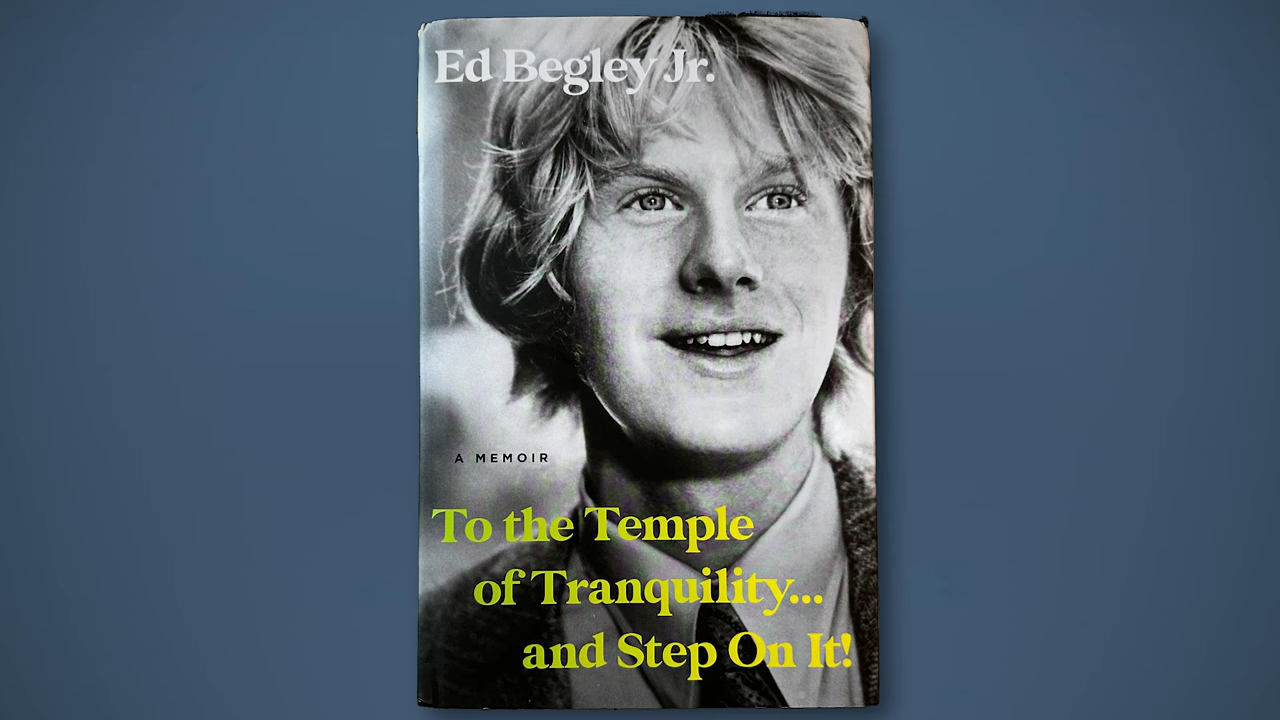 Ed Begley Jr.
A MEMOIR
To the Temple
of Tranquility...
and Step On It!